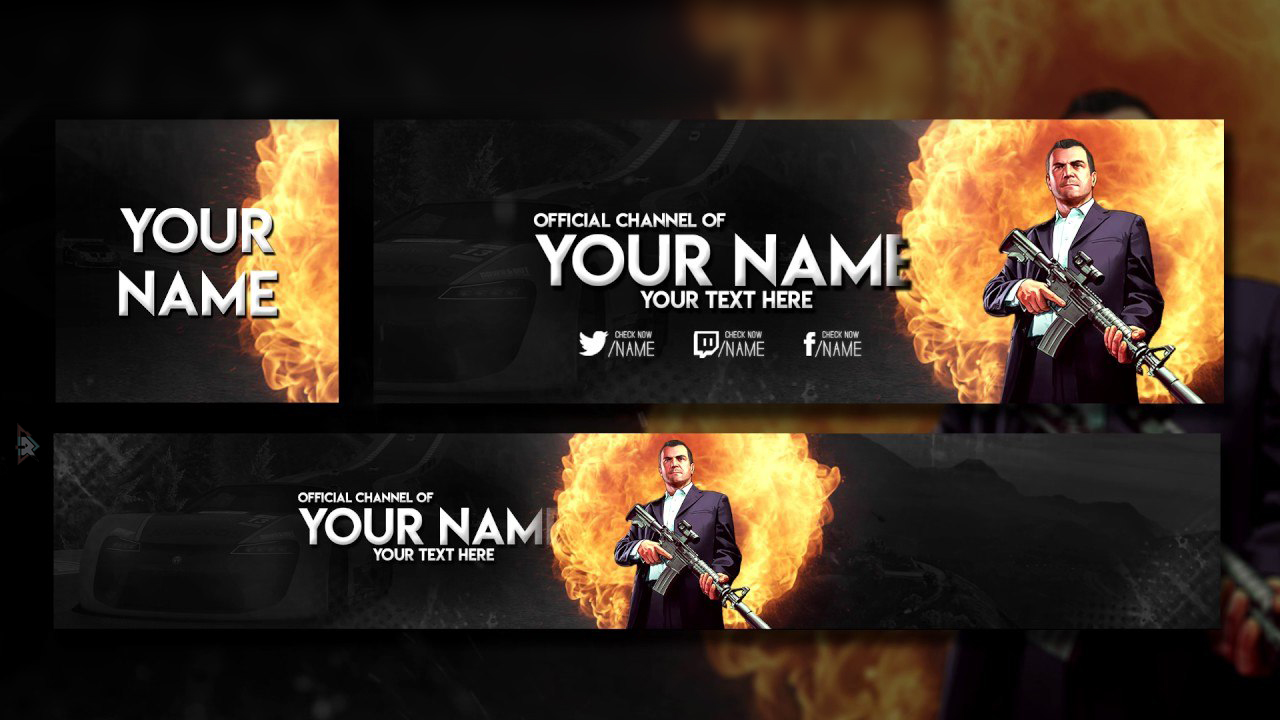 YOUR
NAME
OFFICIAL CHANNEL OF
YOUR NAME
YOUR TEXT HERE
CHECK NOW
/NAME
CHECK NOW
/NAME
CHECK NOW
/NAME
OFFICIAL CHANNEL OF
YOUR NAM
YOUR TEXT HERE